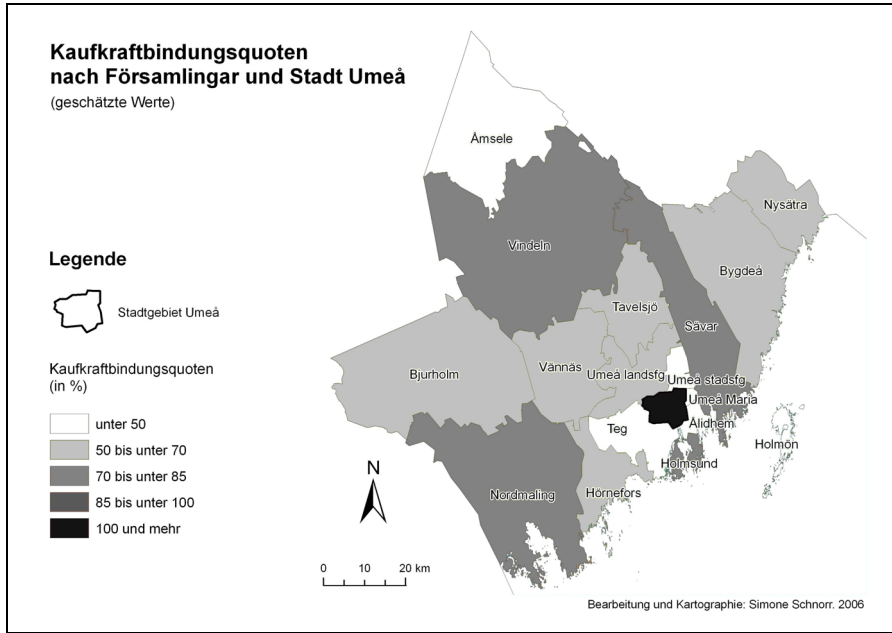 Kaufkraftbindungsquoten
nach Församlingar und Stadt Umeå
(geschätzte Werte)
Åmsele
Nysätra
Vindeln
Bygdeå
Legende
Tavelsjö
Stadtgebiet Umeå
Sävar
Kaufkraftbindungsquoten
(in %)
Bjurholm
Vännäs
Umeå landsfg
Umeå stadsfg
Umeå Maria
unter 50
Teg
Ålidhem
50 bis unter 70
Holmön
70 bis unter 85
N
Holmsund
85 bis unter 100
Nordmaling
Hörnefors
100 und mehr
0 10 20 km
Bearbeitung und Kartographie: Simone Schnorr. 2006